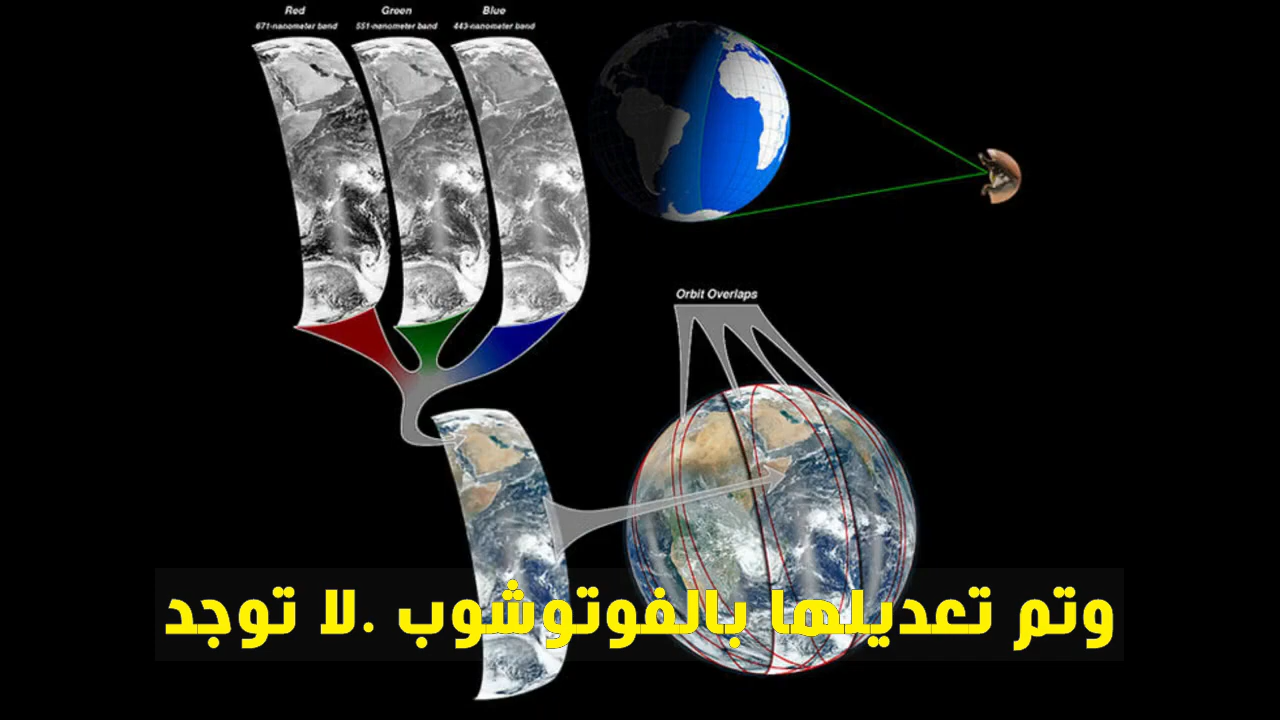 Red Green Blue
671-nanometer band 551-nanometer band 443-nanometer band
Orbit Overlaps
وتم تعديلها بالفوتوشوب .لا توجد